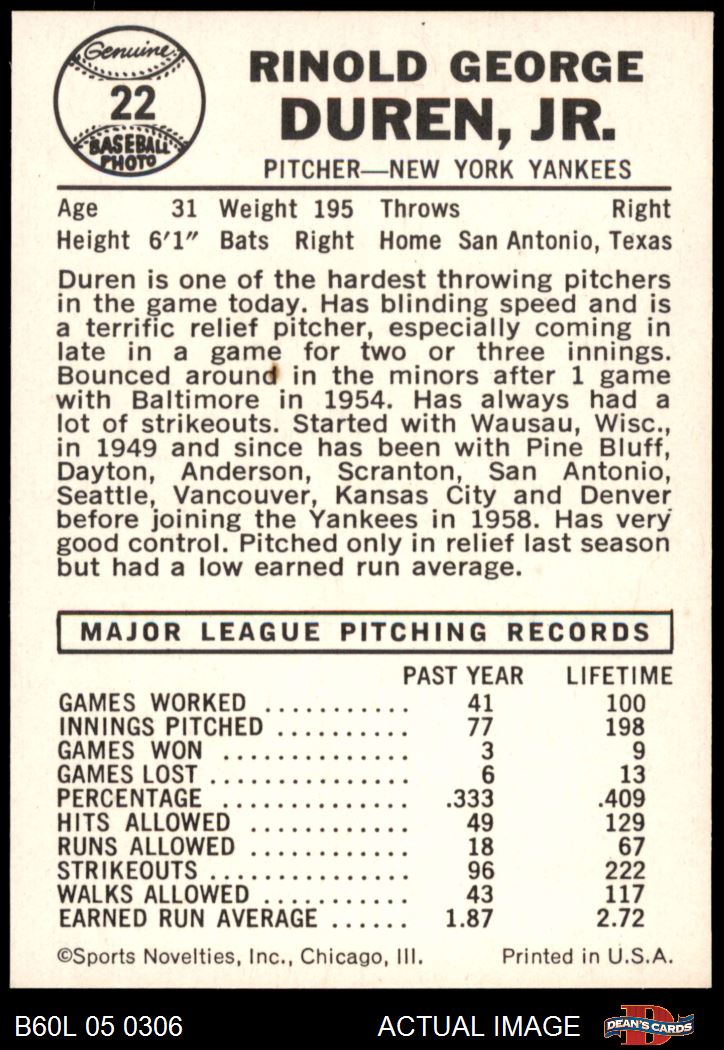 Genuine
22
BASEBALL
PHOTO
RINOLD GEORGE
DUREN, JR.
PITCHER—NEW YORK YANKEES
Age 31 Weight 195 Throws Right
Height 6'1" Bats Right Home San Antonio, Texas
Duren is one of the hardest throwing pitchers
in the game today. Has blinding speed and is
a terrific relief pitcher, especially coming in
late in a game for two or three innings.
Bounced around in the minors after 1 game
with Baltimore in 1954. Has always had a
lot of strikeouts. Started with Wausau, Wisc.,
in 1949 and since has been with Pine Bluff,
Dayton, Anderson, Scranton, San Antonio,
Seattle, Vancouver, Kansas City and Denver
before joining the Yankees in 1958. Has very
good control. Pitched only in relief last season
but had a low earned run average.
MAJOR LEAGUE PITCHING RECORDS
PAST YEAR LIFETIME
GAMES WORKED ........... 41 100
INNINGS PITCHED .......... 77 198
GAMES WON .............. 3 9
GAMES LOST ............... 6 13
PERCENTAGE .............. .333 .409
HITS ALLOWED ............ 49 129
RUNS ALLOWED ............ 18 67
STRIKEOUTS ............... 96 222
WALKS ALLOWED ........... 43 117
EARNED RUN AVERAGE ...... 1.87 2.72
©Sports Novelties, Inc., Chicago, Ill. Printed in U.S.A.
B60L 05 0306 ACTUAL IMAGE D DEAN'S CARDS